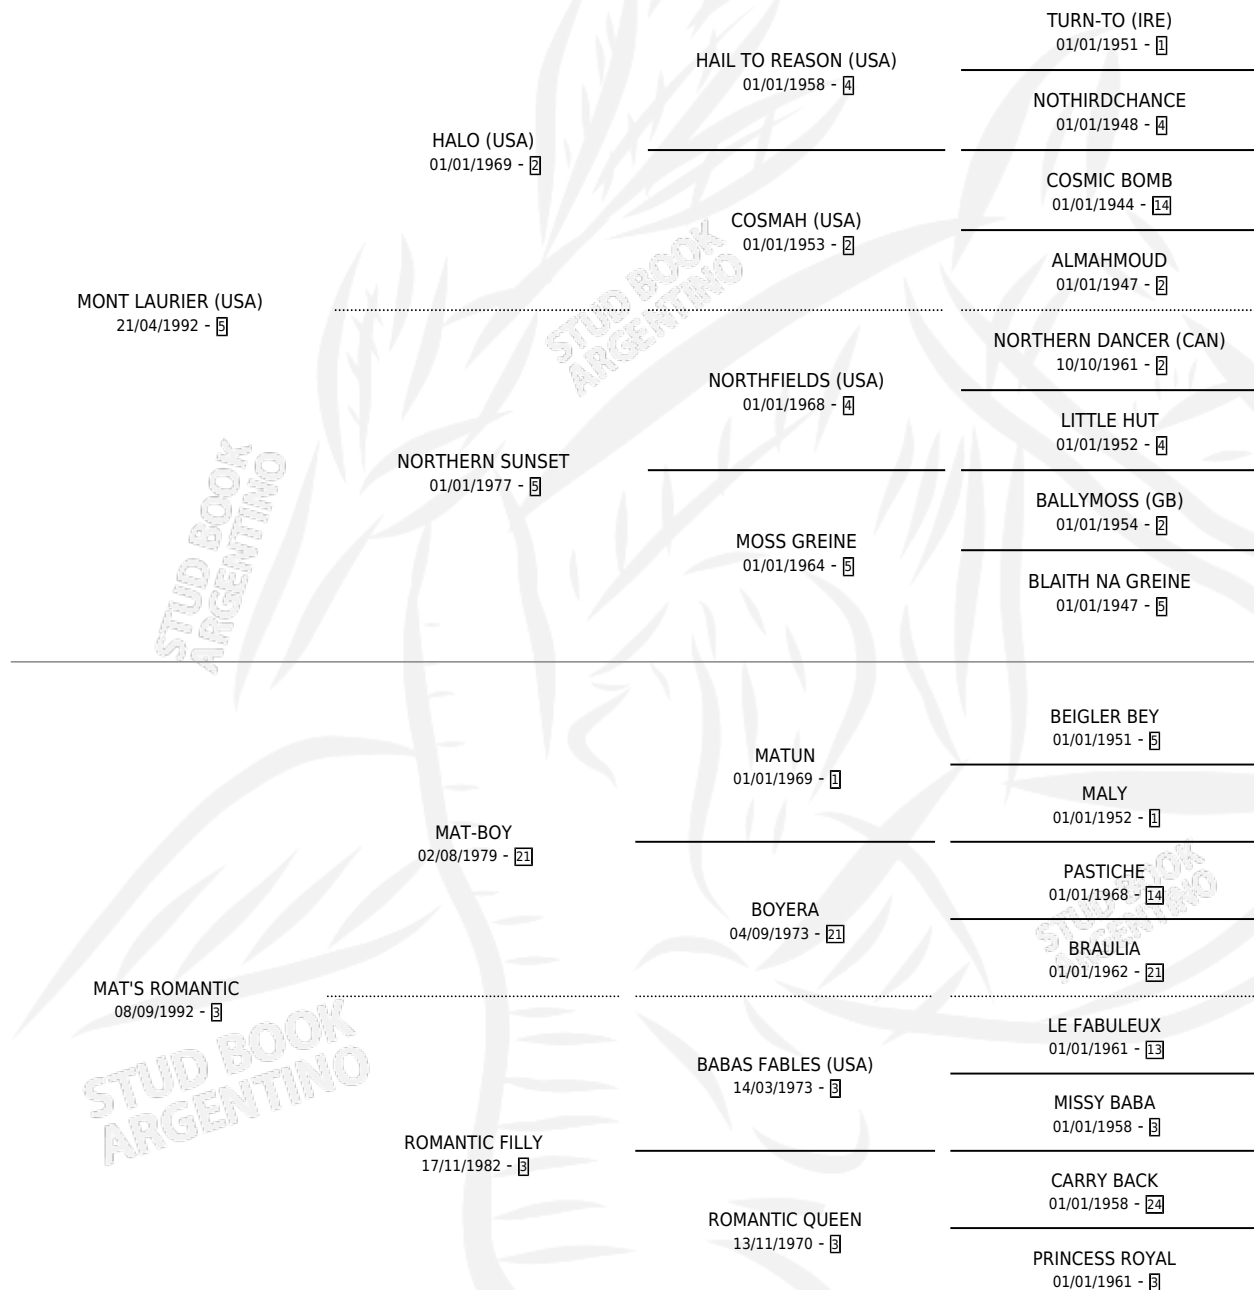 TURN-TO (IRE)
01/01/1951 - 1
HAIL TO REASON (USA)
01/01/1958 - 4
NOTHIRDCHANCE
01/01/1948 - 4
HALO (USA)
01/01/1969 - 2
COSMIC BOMB
01/01/1944 - 14
COSMAH (USA)
01/01/1953 - 2
ALMAHMOUD
01/01/1947 - 2
MONT LAURIER (USA)
21/04/1992 - 5
NORTHERN DANCER (CAN)
10/10/1961 - 2
NORTHFIELDS (USA)
01/01/1968 - 4
LITTLE HUT
01/01/1952 - 4
NORTHERN SUNSET
01/01/1977 - 5
BALLYMOSS (GB)
01/01/1954 - 2
MOSS GREINE
01/01/1964 - 5
BLAITH NA GREINE
01/01/1947 - 5
BEIGLER BEY
01/01/1951 - 5
MATUN
01/01/1969 - 1
MALY
01/01/1952 - 1
MAT-BOY
02/08/1979 - 21
PASTICHE
01/01/1968 - 14
BOYERA
04/09/1973 - 21
BRAULIA
01/01/1962 - 21
MAT'S ROMANTIC
08/09/1992 - 3
LE FABULEUX
01/01/1961 - 13
BABAS FABLES (USA)
14/03/1973 - 3
MISSY BABA
01/01/1958 - 3
ROMANTIC FILLY
17/11/1982 - 3
CARRY BACK
01/01/1958 - 24
ROMANTIC QUEEN
13/11/1970 - 3
PRINCESS ROYAL
01/01/1961 - 3
STUD BOOK
ARGENTINO
STUD BOOK
ARGENTINO
STUD BOOK
ARGENTINO
STUD BOOK
ARGENTINO